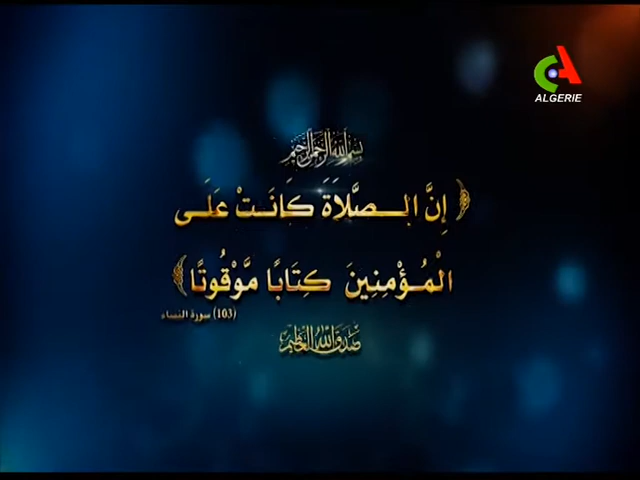 ALGERIE
بسم الله الرحمن الرحيم
﴿ إِنَّ الصَّلَاةَ كَانَتْ عَلَى
الْمُؤْمِنِينَ كِتَابًا مَّوْقُوتًا ﴾
(103) سورة النساء
صدق الله العظيم